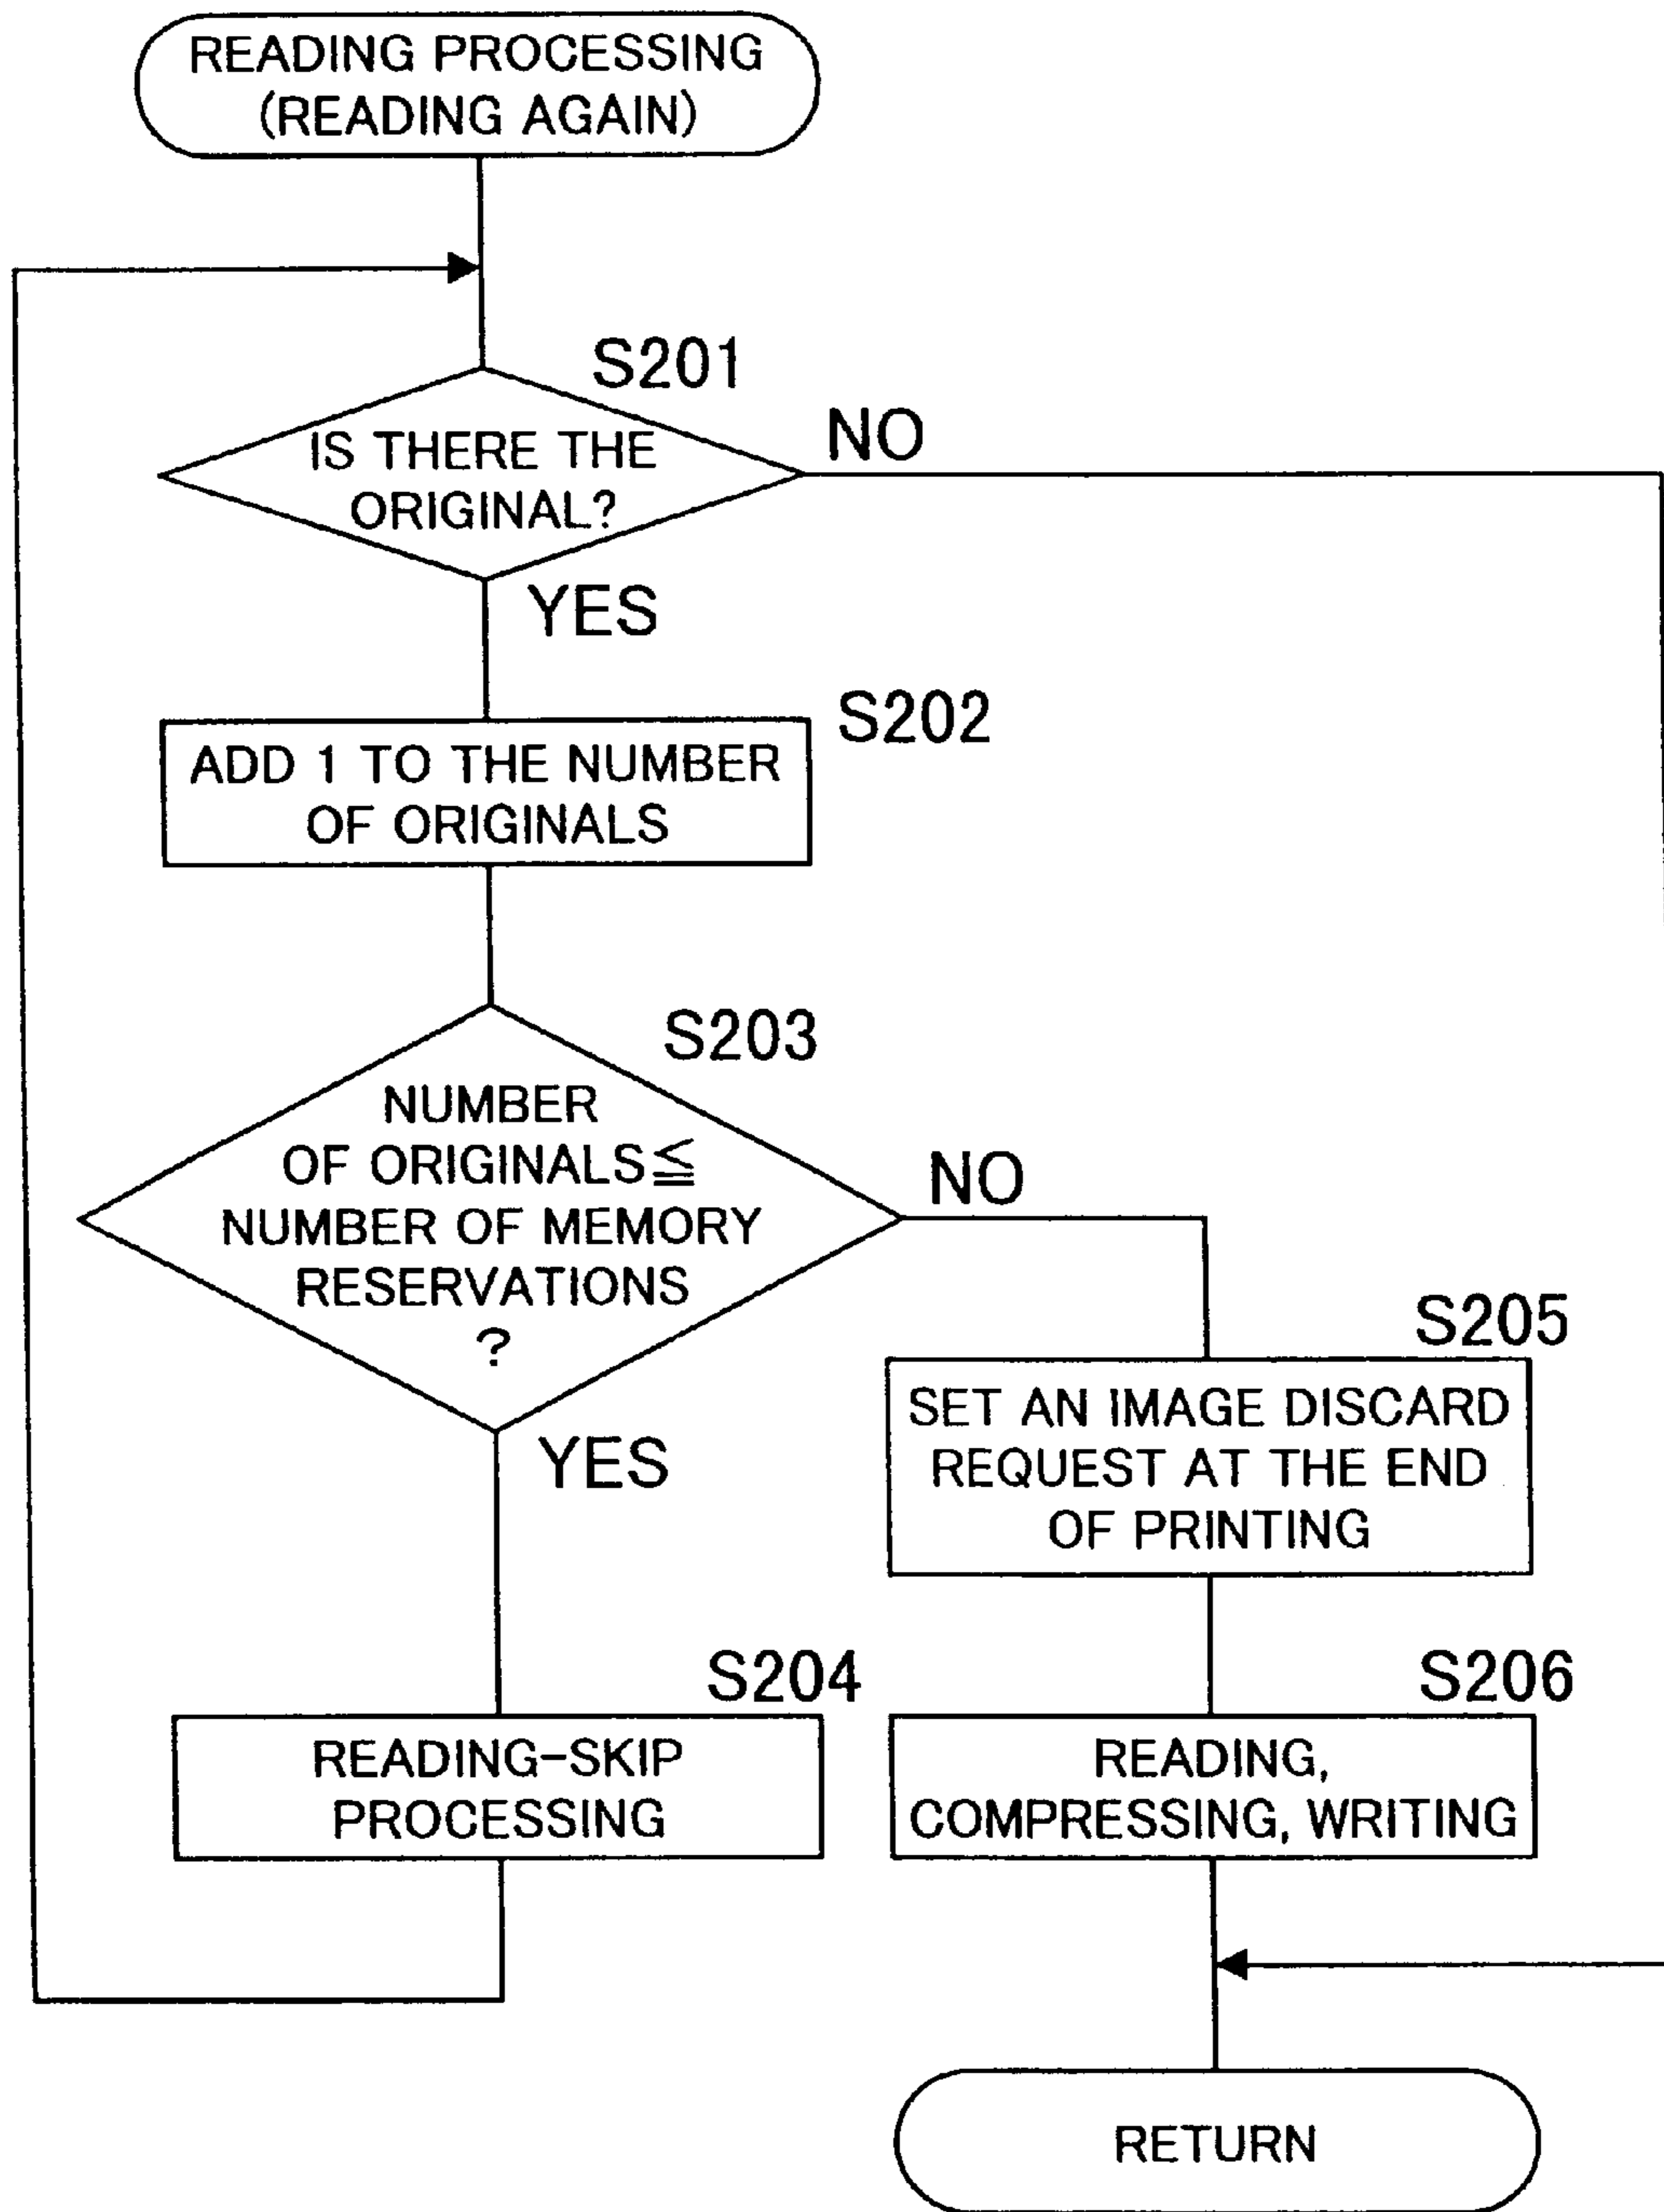 READING PROCESSING
(READING AGAIN)
S201
IS THERE THE
ORIGINAL?
NO
YES
S202
ADD 1 TO THE NUMBER
OF ORIGINALS
S203
NUMBER
OF ORIGINALS≦
NUMBER OF MEMORY
RESERVATIONS
?
NO
YES
S205
SET AN IMAGE DISCARD
REQUEST AT THE END
OF PRINTING
S204
READING-SKIP
PROCESSING
S206
READING,
COMPRESSING, WRITING
RETURN